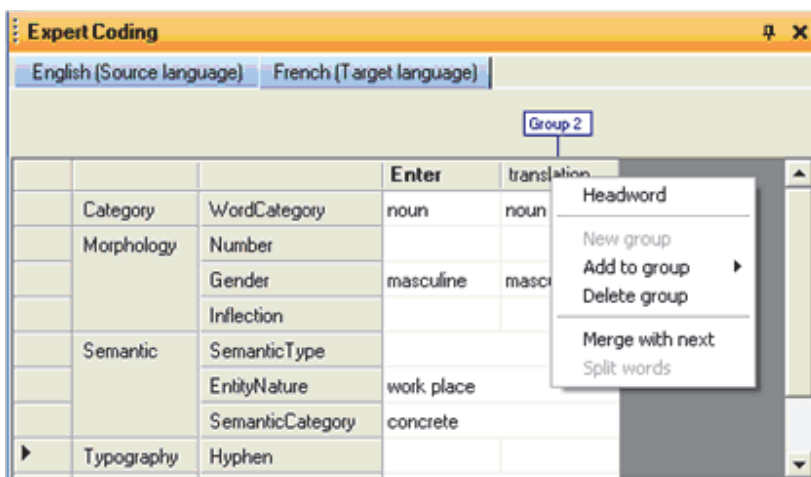 Expert Coding
English (Source language) French (Target language)
Group 2
Enter translation
Category WordCategory noun noun
Morphology Number
Gender masculine
Inflection
Semantic SemanticType
EntityNature work place
SemanticCategory concrete
Typography Hyphen
Headword
New group
Add to group
Delete group
Merge with next
Split words